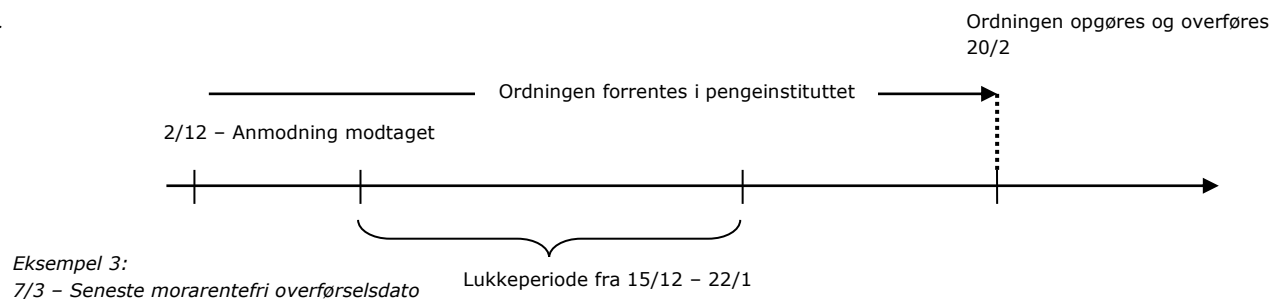 Ordningen opgøres og overføres
20/2
Ordningen forrentes i pengeinstituttet
2/12 – Anmodning modtaget
Lukkeperiode fra 15/12 – 22/1
Eksempel 3:
7/3 – Seneste morarentefri overførselsdato